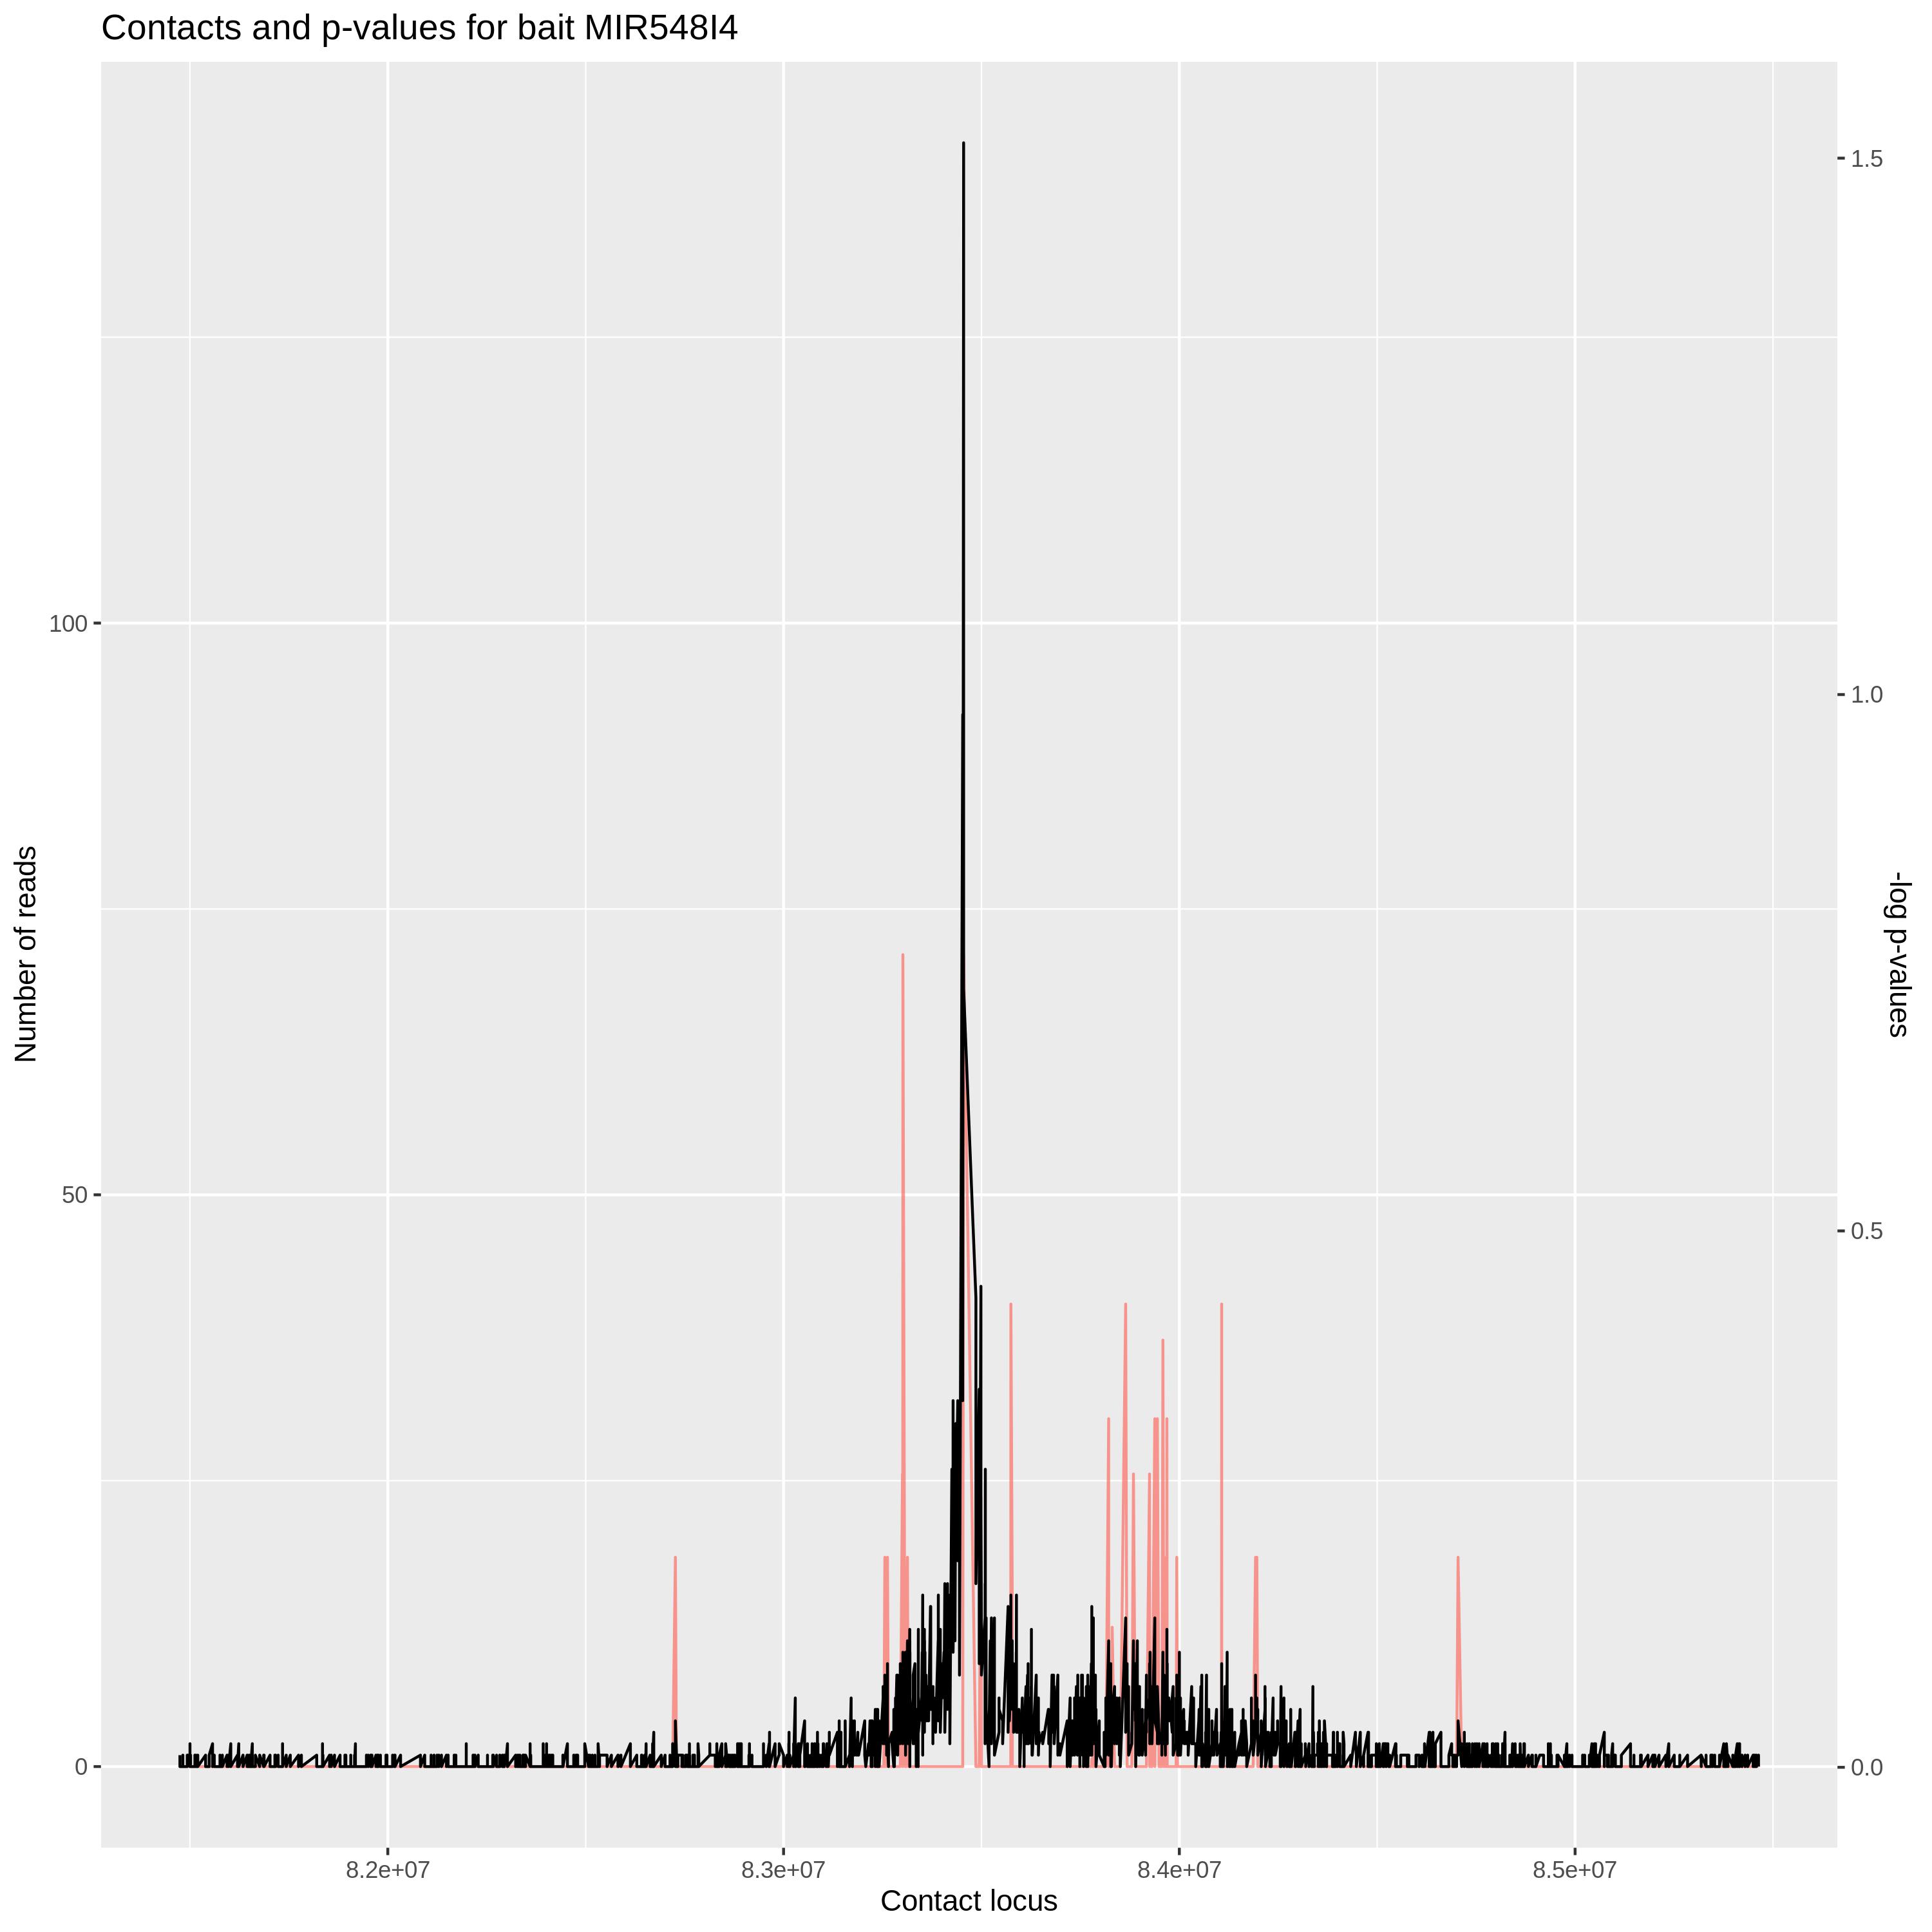 Contacts and p-values for bait MIR548I4
1.5
100
1.0
Number of reads
-log p-values
50
0.5
0
0.0
8.2e+07
8.3e+07
8.4e+07
8.5e+07
Contact locus